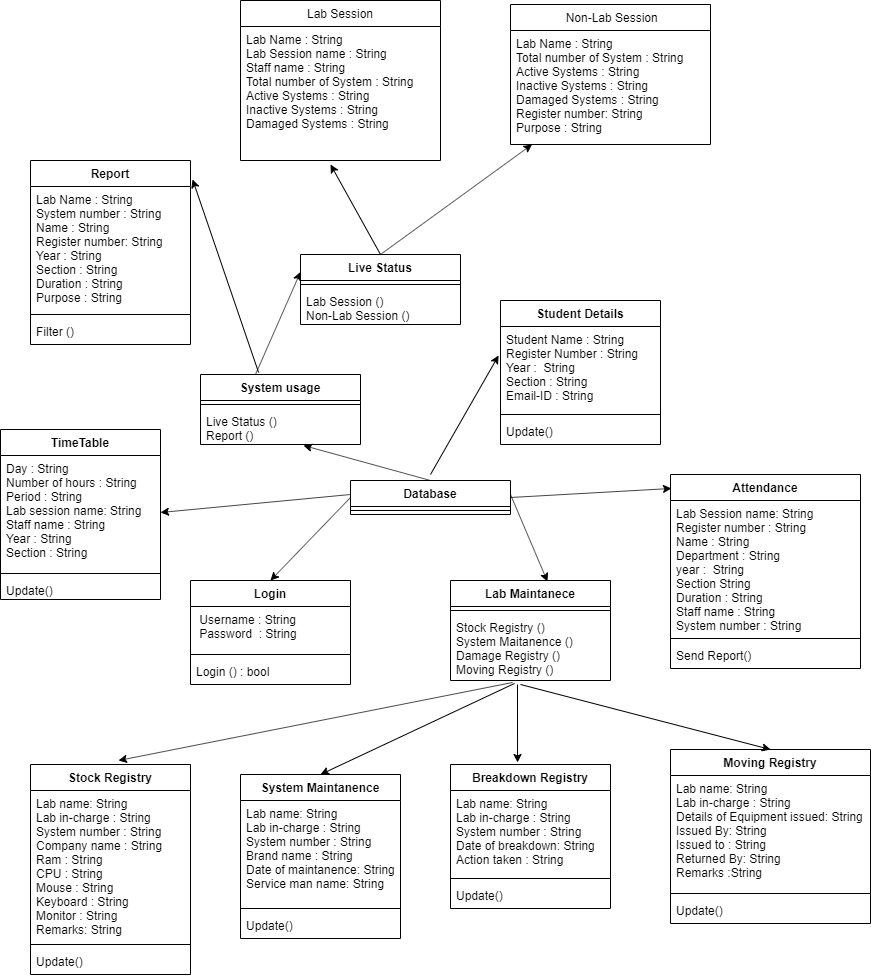 Lab Session
Lab Name : String
Lab Session name : String
Staff name : String
Total number of System : String
Active Systems : String
Inactive Systems : String
Damaged Systems : String
Non-Lab Session
Lab Name : String
Total number of System : String
Active Systems : String
Inactive Systems : String
Damaged Systems : String
Register number: String
Purpose : String
Report
Lab Name : String
System number : String
Name : String
Register number: String
Year : String
Section : String
Duration : String
Purpose : String
Filter ()
Live Status
Lab Session ()
Non-Lab Session ()
Student Details
Student Name : String
Register Number : String
Year :  String
Section : String
Email-ID : String
Update()
System usage
Live Status ()
Report ()
TimeTable
Day : String
Number of hours : String
Period : String
Lab session name: String
Staff name : String
Year : String
Section : String
Update()
Database
Attendance
Lab Session name: String
Register number : String
Name : String
Department : String
year :  String
Section String
Duration : String
Staff name : String
System number : String
Send Report()
Login
Username : String
Password  : String
Login () : bool
Lab Maintanece
Stock Registry ()
System Maitanence ()
Damage Registry ()
Moving Registry ()
Stock Registry
Lab name: String
Lab in-charge : String
System number : String
Company name : String
Ram : String
CPU : String
Mouse : String
Keyboard : String
Monitor : String
Remarks: String
Update()
System Maintanence
Lab name: String
Lab in-charge : String
System number : String
Brand name : String
Date of maintanence: String
Service man name: String
Update()
Breakdown Registry
Lab name: String
Lab in-charge : String
System number : String
Date of breakdown: String
Action taken : String
Update()
Moving Registry
Lab name: String
Lab in-charge : String
Details of Equipment issued: String
Issued By: String
Issued to : String
Returned By: String
Remarks :String
Update()